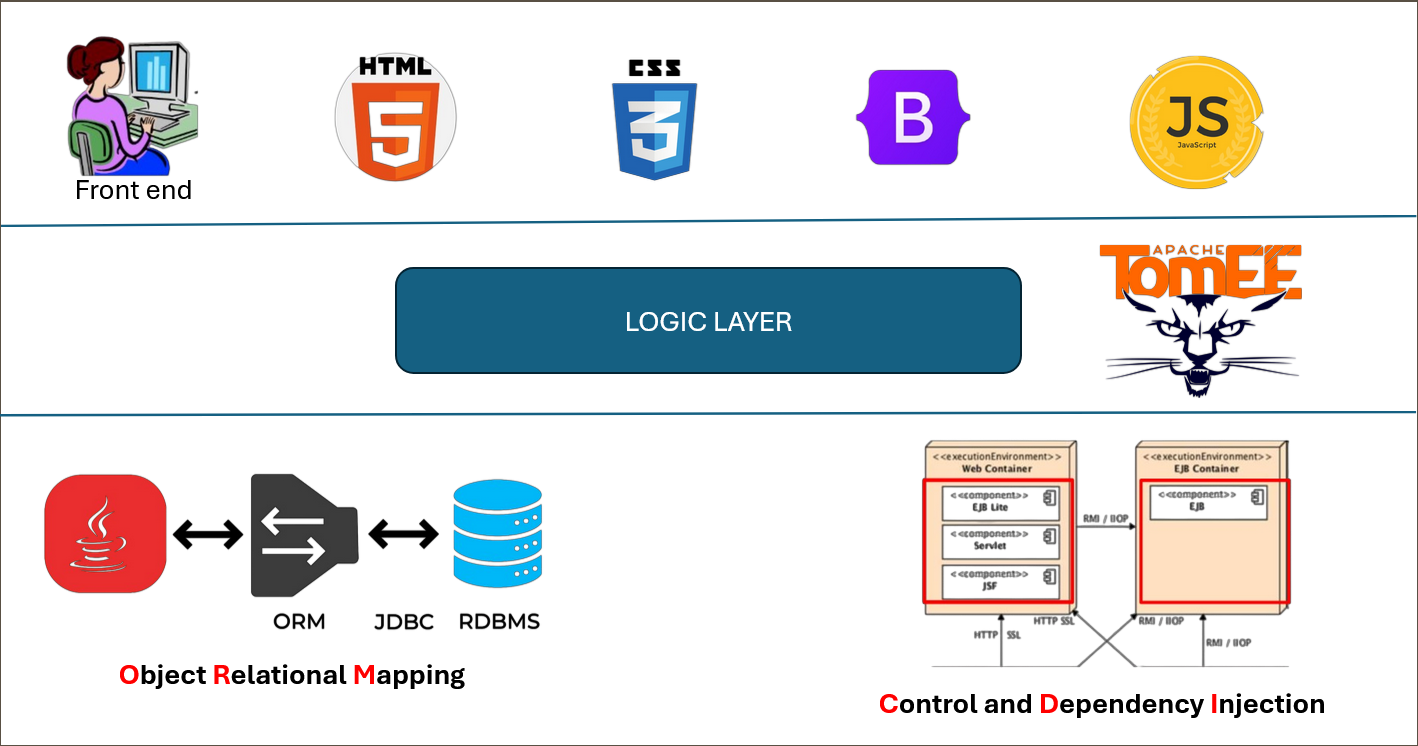 HTML
5
CSS
3
B
JS
JavaScript
Front end
APACHE
TomEE
LOGIC LAYER
<<executionEnvironment>>
Web Container
<<component>>
EJB Lite
<<component>>
Servlet
<<component>>
JSF
RMI / IIOP
<<executionEnvironment>>
EJB Container
<<component>>
EJB
HTTP SSL
HTTP SSL
RMI / IIOP
RMI / IIOP
ORM
JDBC
RDBMS
Object Relational Mapping
Control and Dependency Injection